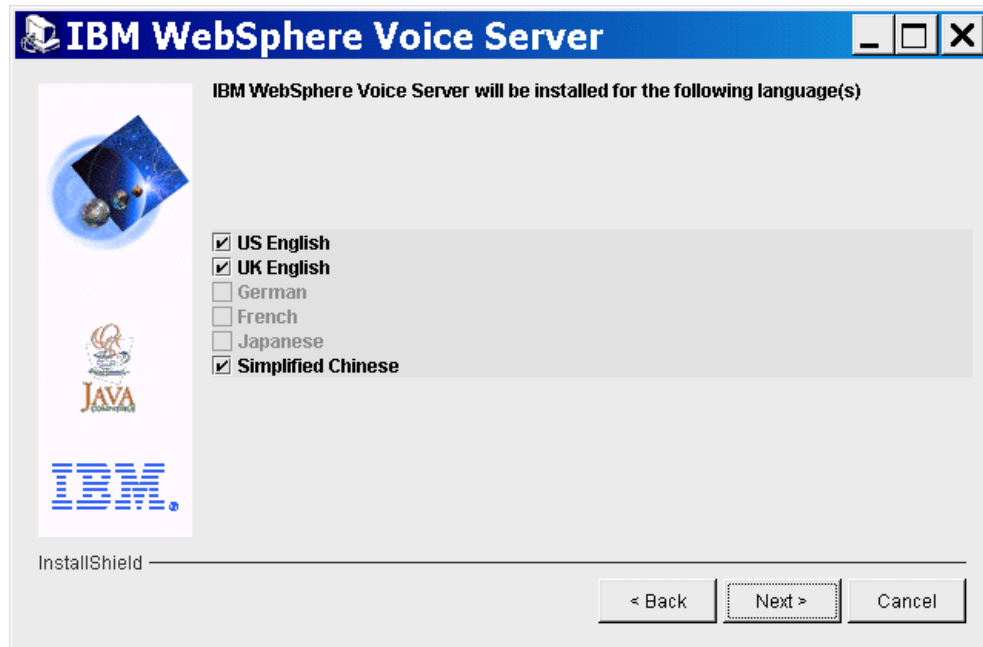 IBM WebSphere Voice Server
IBM WebSphere Voice Server will be installed for the following language(s)
US English
UK English
German
French
Japanese
Simplified Chinese
JAVA
COMPATIBLE
IBM.
InstallShield
< Back
Next >
Cancel